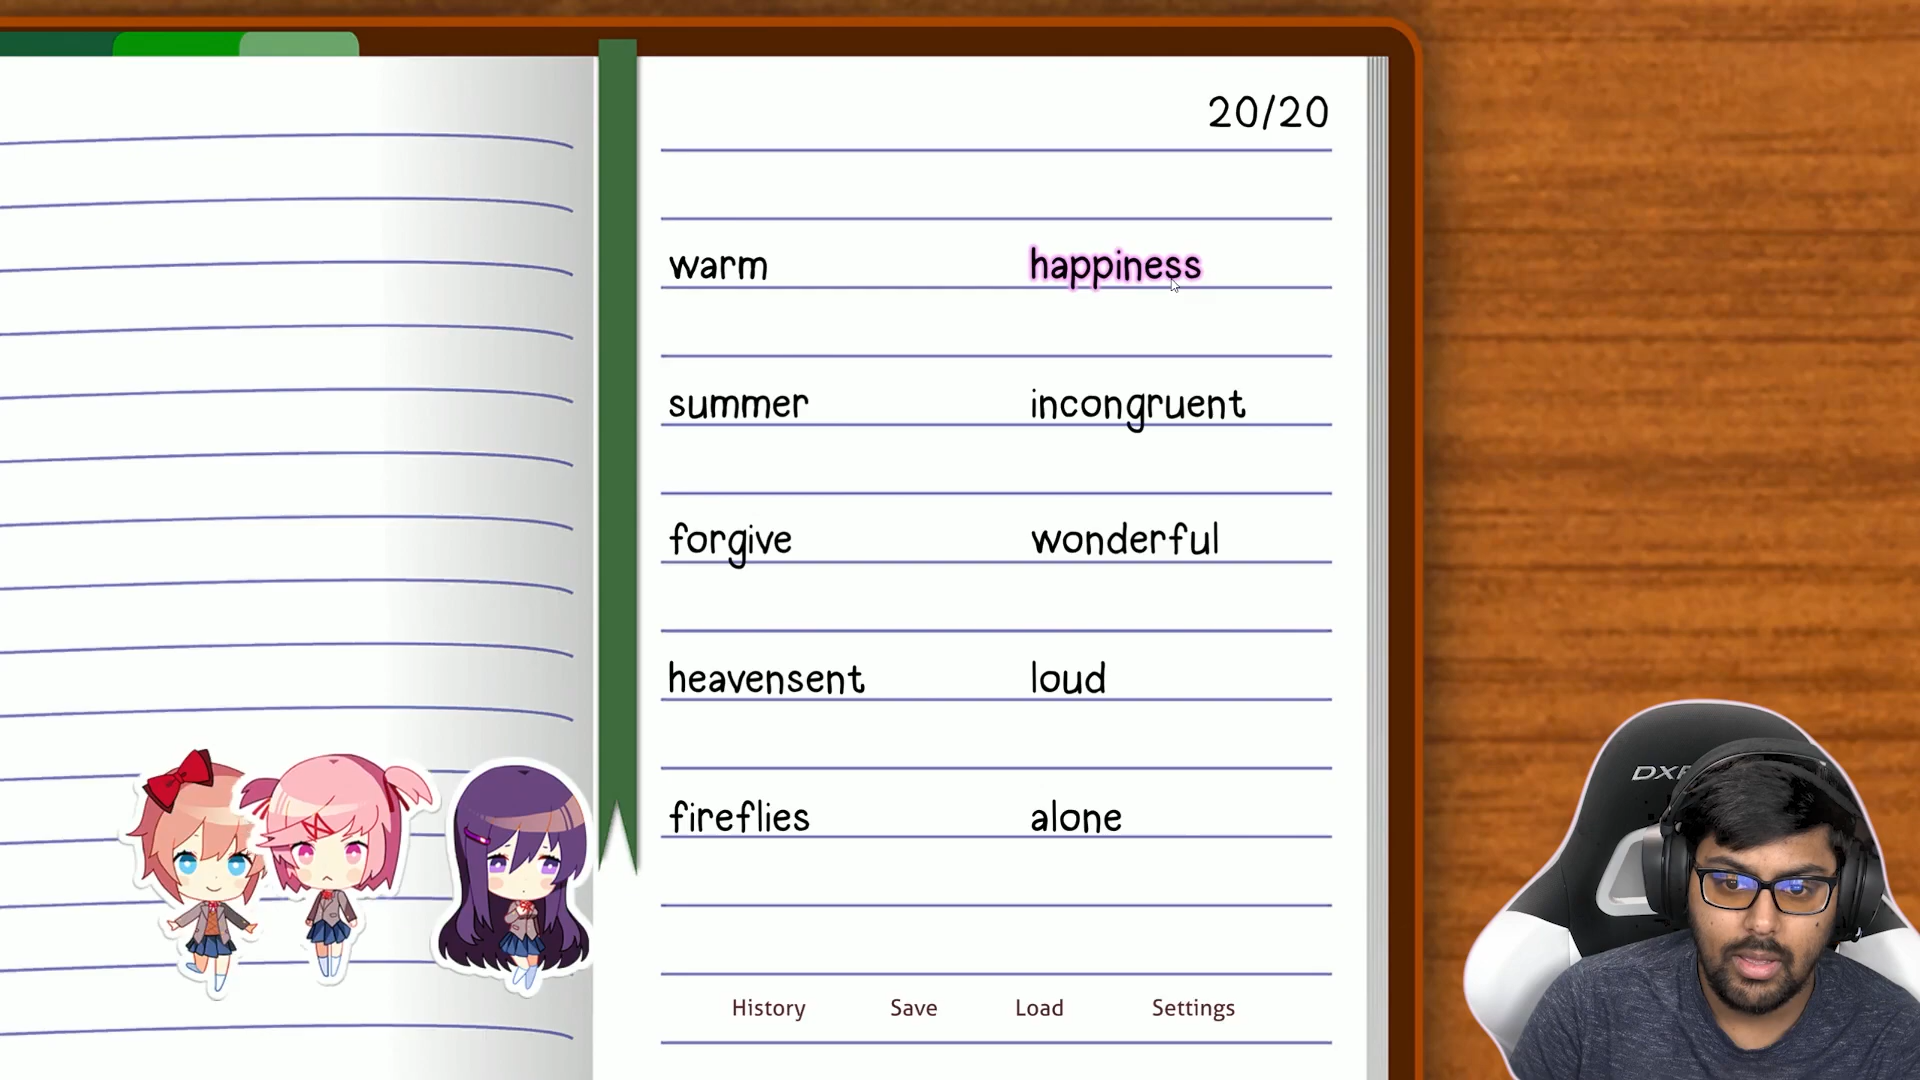 20/20
warm happiness
summer incongruent
forgive wonderful
heavensent loud
fireflies alone
History Save Load Settings